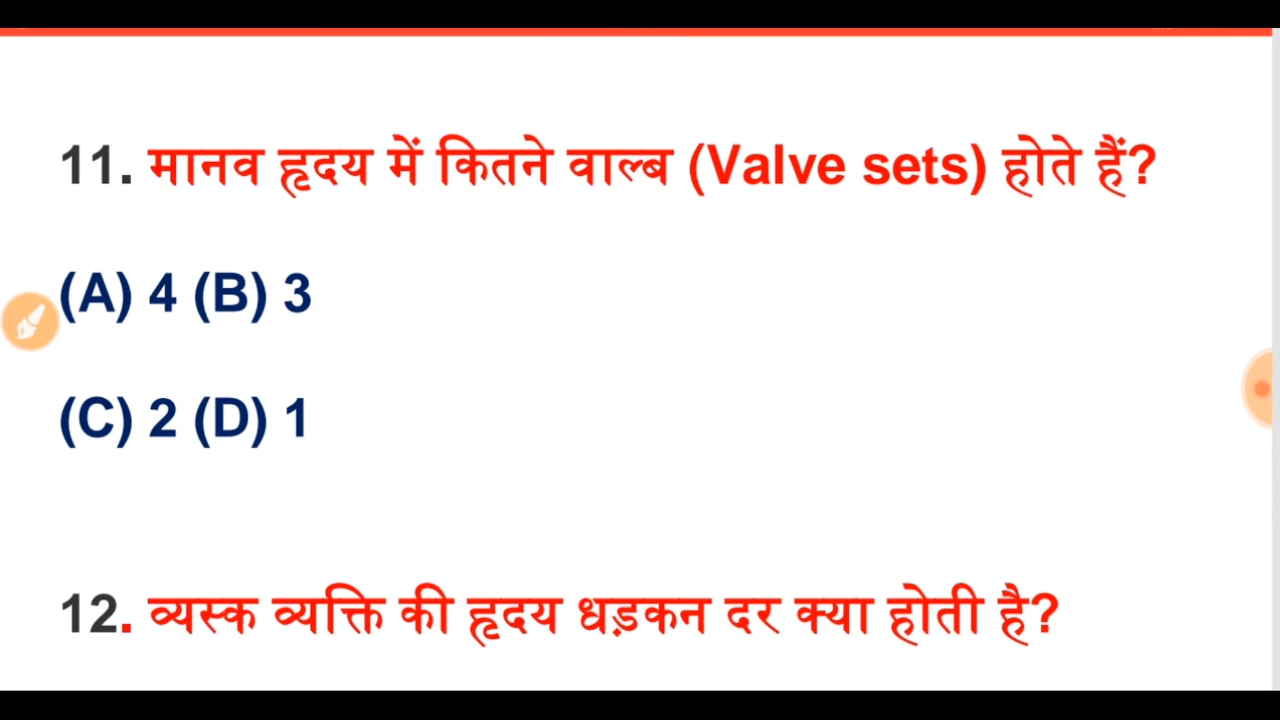 11. मानव हृदय में कितने वाल्ब (Valve sets) होते हैं?
(A) 4 (B) 3
(C) 2 (D) 1
12. व्यस्क व्यक्ति की हृदय धड़कन दर क्या होती है?